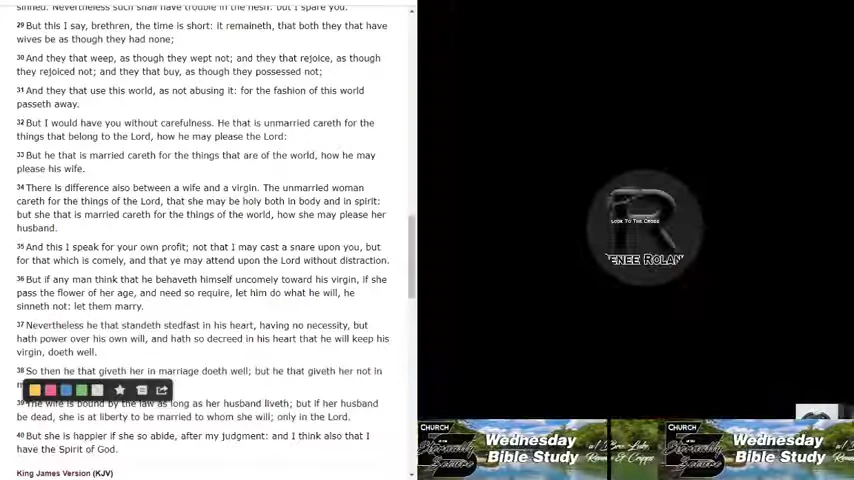 sinned. Nevertheless such shall have trouble in the flesh: but I spare you.
29 But this I say, brethren, the time is short: it remaineth, that both they that have
wives be as though they had none;
30 And they that weep, as though they wept not; and they that rejoice, as though
they rejoiced not; and they that buy, as though they possessed not;
31 And they that use this world, as not abusing it: for the fashion of this world
passeth away.
32 But I would have you without carefulness. He that is unmarried careth for the
things that belong to the Lord, how he may please the Lord:
33 But he that is married careth for the things that are of the world, how he may
please his wife.
34 There is difference also between a wife and a virgin. The unmarried woman
careth for the things of the Lord, that she may be holy both in body and in spirit:
but she that is married careth for the things of the world, how she may please her
husband.
35 And this I speak for your own profit; not that I may cast a snare upon you, but
for that which is comely, and that ye may attend upon the Lord without distraction.
36 But if any man think that he behaveth himself uncomely toward his virgin, if she
pass the flower of her age, and need so require, let him do what he will, he
sinneth not: let them marry.
37 Nevertheless he that standeth stedfast in his heart, having no necessity, but
hath power over his own will, and hath so decreed in his heart that he will keep his
virgin, doeth well.
38 So then he that giveth her in marriage doeth well; but he that giveth her not in
39 The wife is bound by the law as long as her husband liveth; but if her husband
be dead, she is at liberty to be married to whom she will; only in the Lord.
40 But she is happier if she so abide, after my judgment: and I think also that I
have the Spirit of God.
King James Version (KJV)
R
LOOK TO THE CROSS
RENEE ROLAN
CHURCH
Eternally
Secure
Wednesday
Bible Study
CHURCH
Eternally
Secure
Wednesday
Bible Study